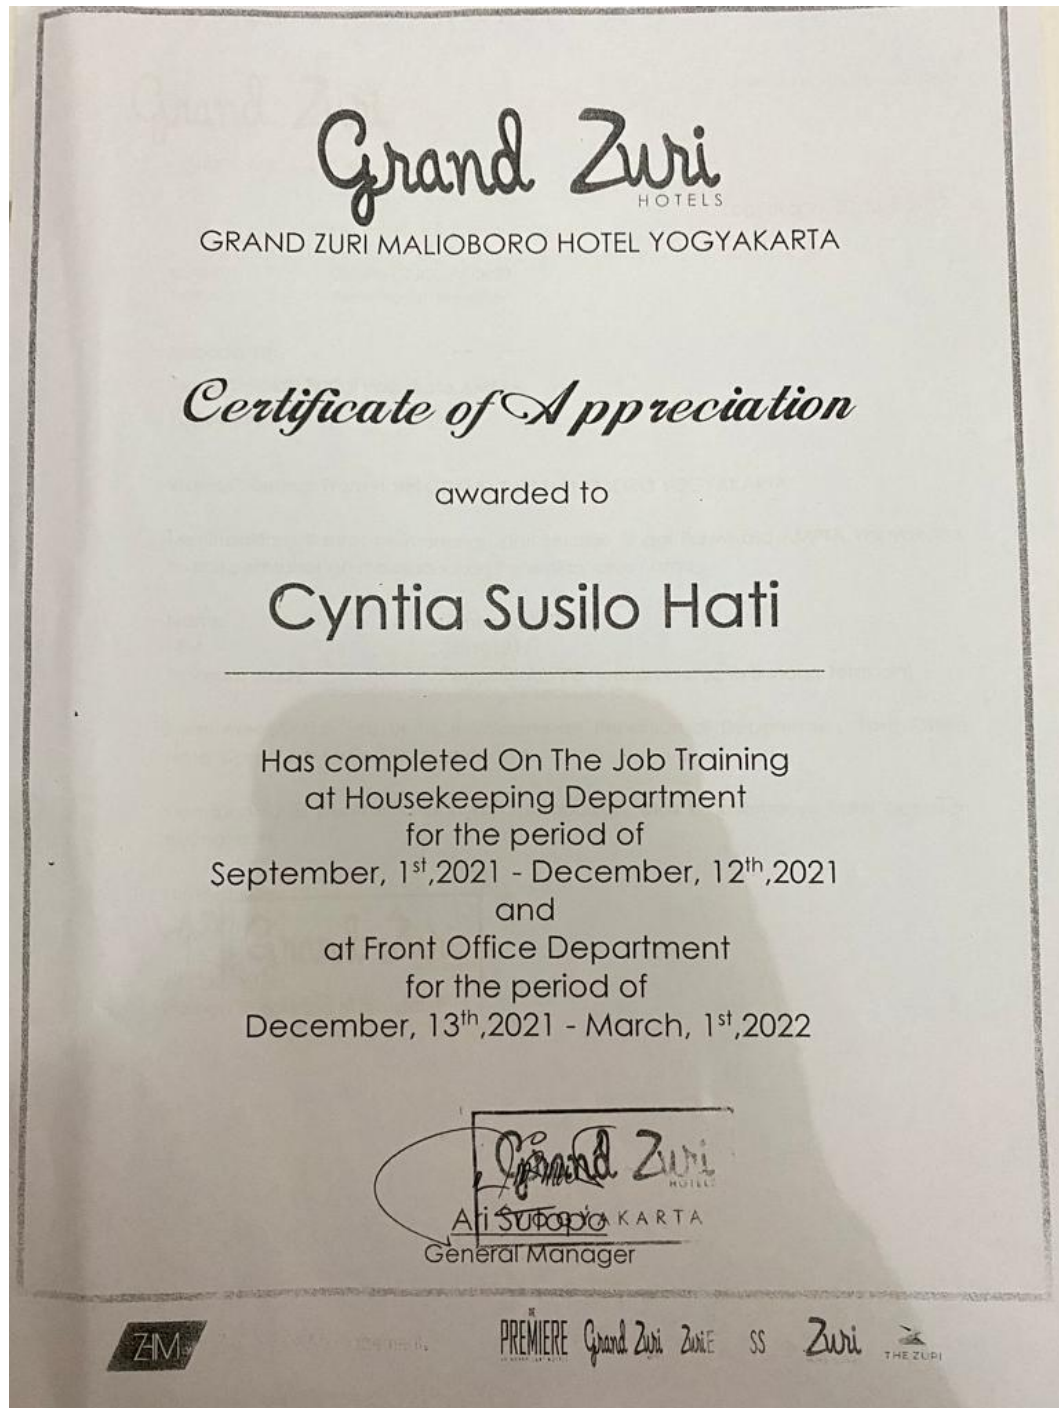 Grand Zuri
HOTELS
GRAND ZURI MALIOBORO HOTEL YOGYAKARTA
Certificate of Appreciation
awarded to
Cyntia Susilo Hati
Has completed On The Job Training
at Housekeeping Department
for the period of
September, 1st,2021 - December, 12th,2021
and
at Front Office Department
for the period of
December, 13th,2021 - March, 1st,2022
Grand Zuri
HOTELS
YOGYAKARTA
Ari Sutopo
General Manager
ZHM
DE PREMIERE Grand Zuri ZuriE SS Zuri THE ZURI